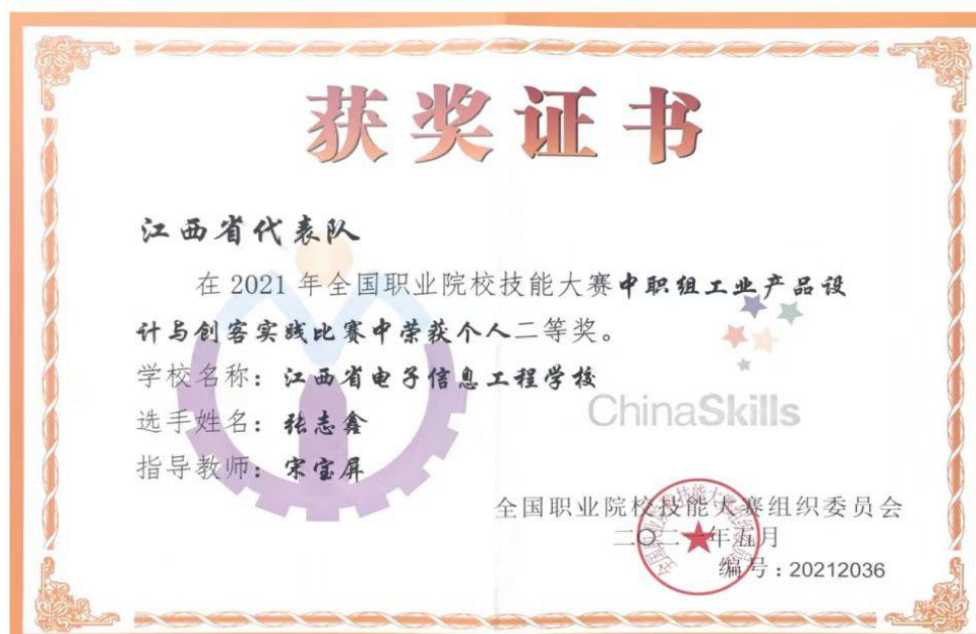 获奖证书
江西省代表队
在 2021 年全国职业院校技能大赛中职组工业产品设
计与创客实践比赛中荣获个人二等奖。
学校名称：江西省电子信息工程学校
选手姓名：张志鑫
指导教师：宋宝屏
ChinaSkills
全国职业院校技能大赛组织委员会
二〇二一年五月
编号：20212036